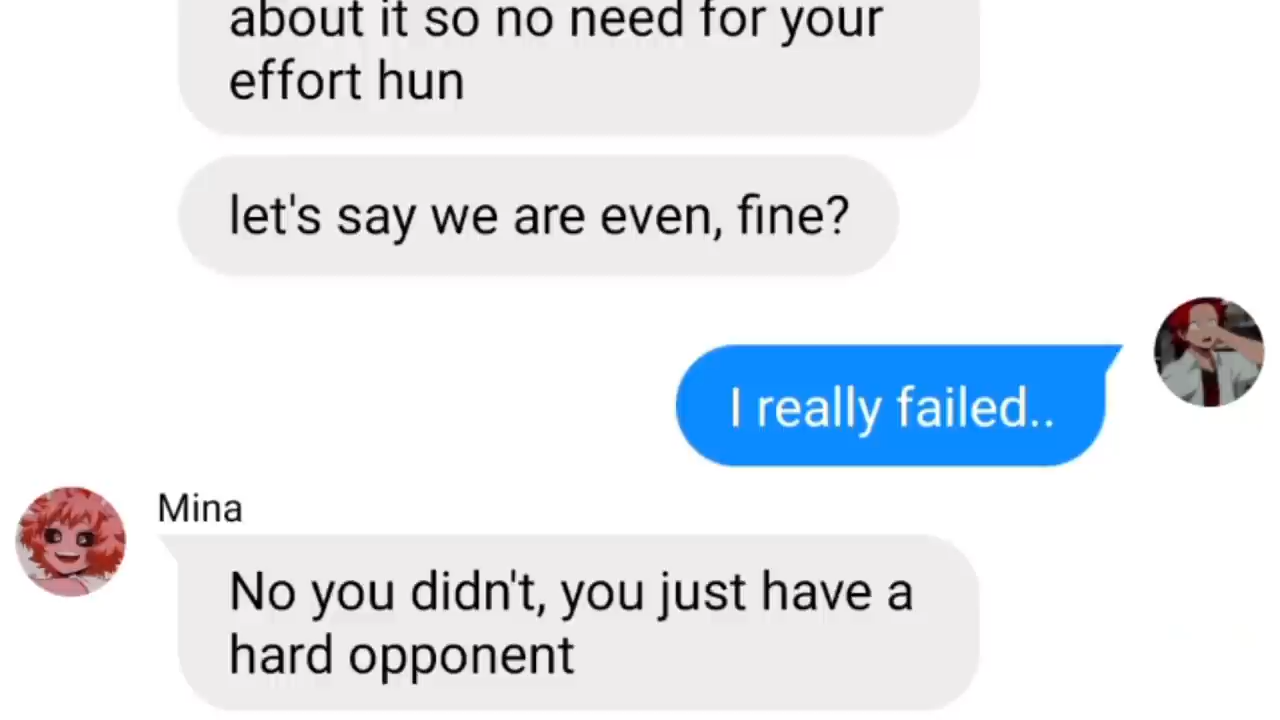 about it so no need for your
effort hun
let's say we are even, fine?
I really failed..
Mina
No you didn't, you just have a
hard opponent